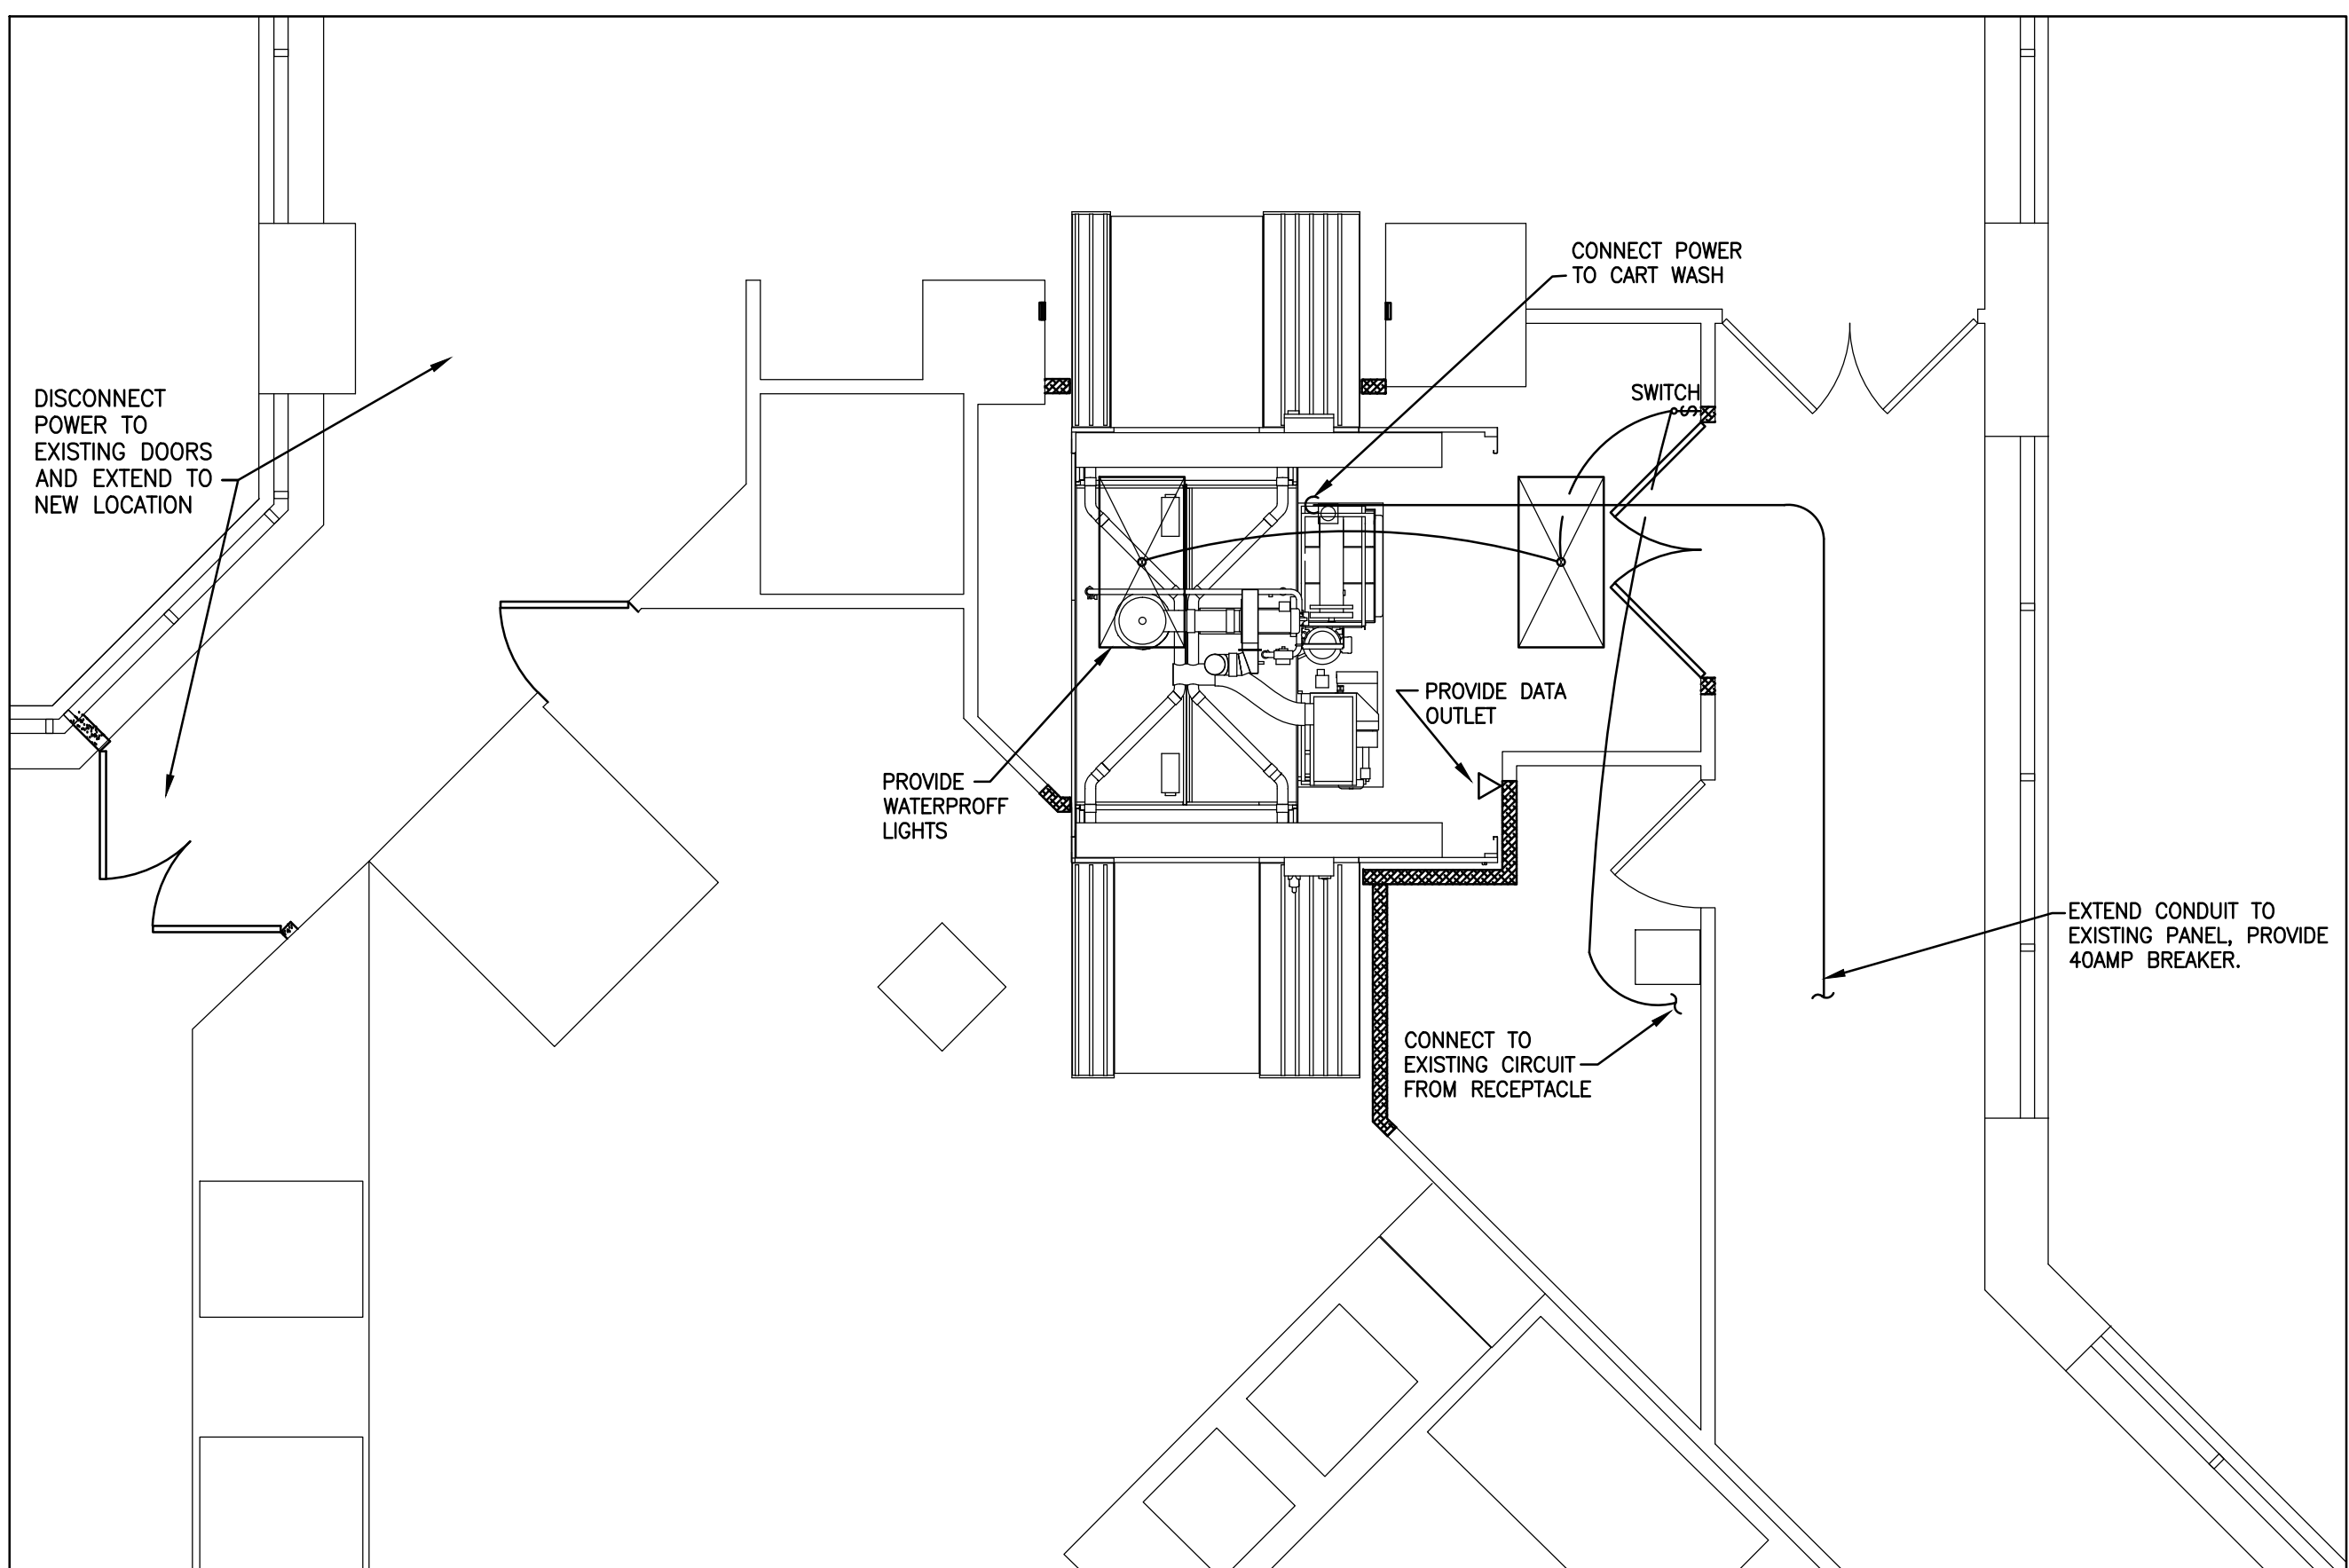 CONNECT POWER
TO CART WASH
DISCONNECT
POWER TO
EXISTING DOORS
AND EXTEND TO
NEW LOCATION
SWITCH
S
PROVIDE DATA
OUTLET
PROVIDE
WATERPROFF
LIGHTS
EXTEND CONDUIT TO
EXISTING PANEL, PROVIDE
40AMP BREAKER.
CONNECT TO
EXISTING CIRCUIT
FROM RECEPTACLE